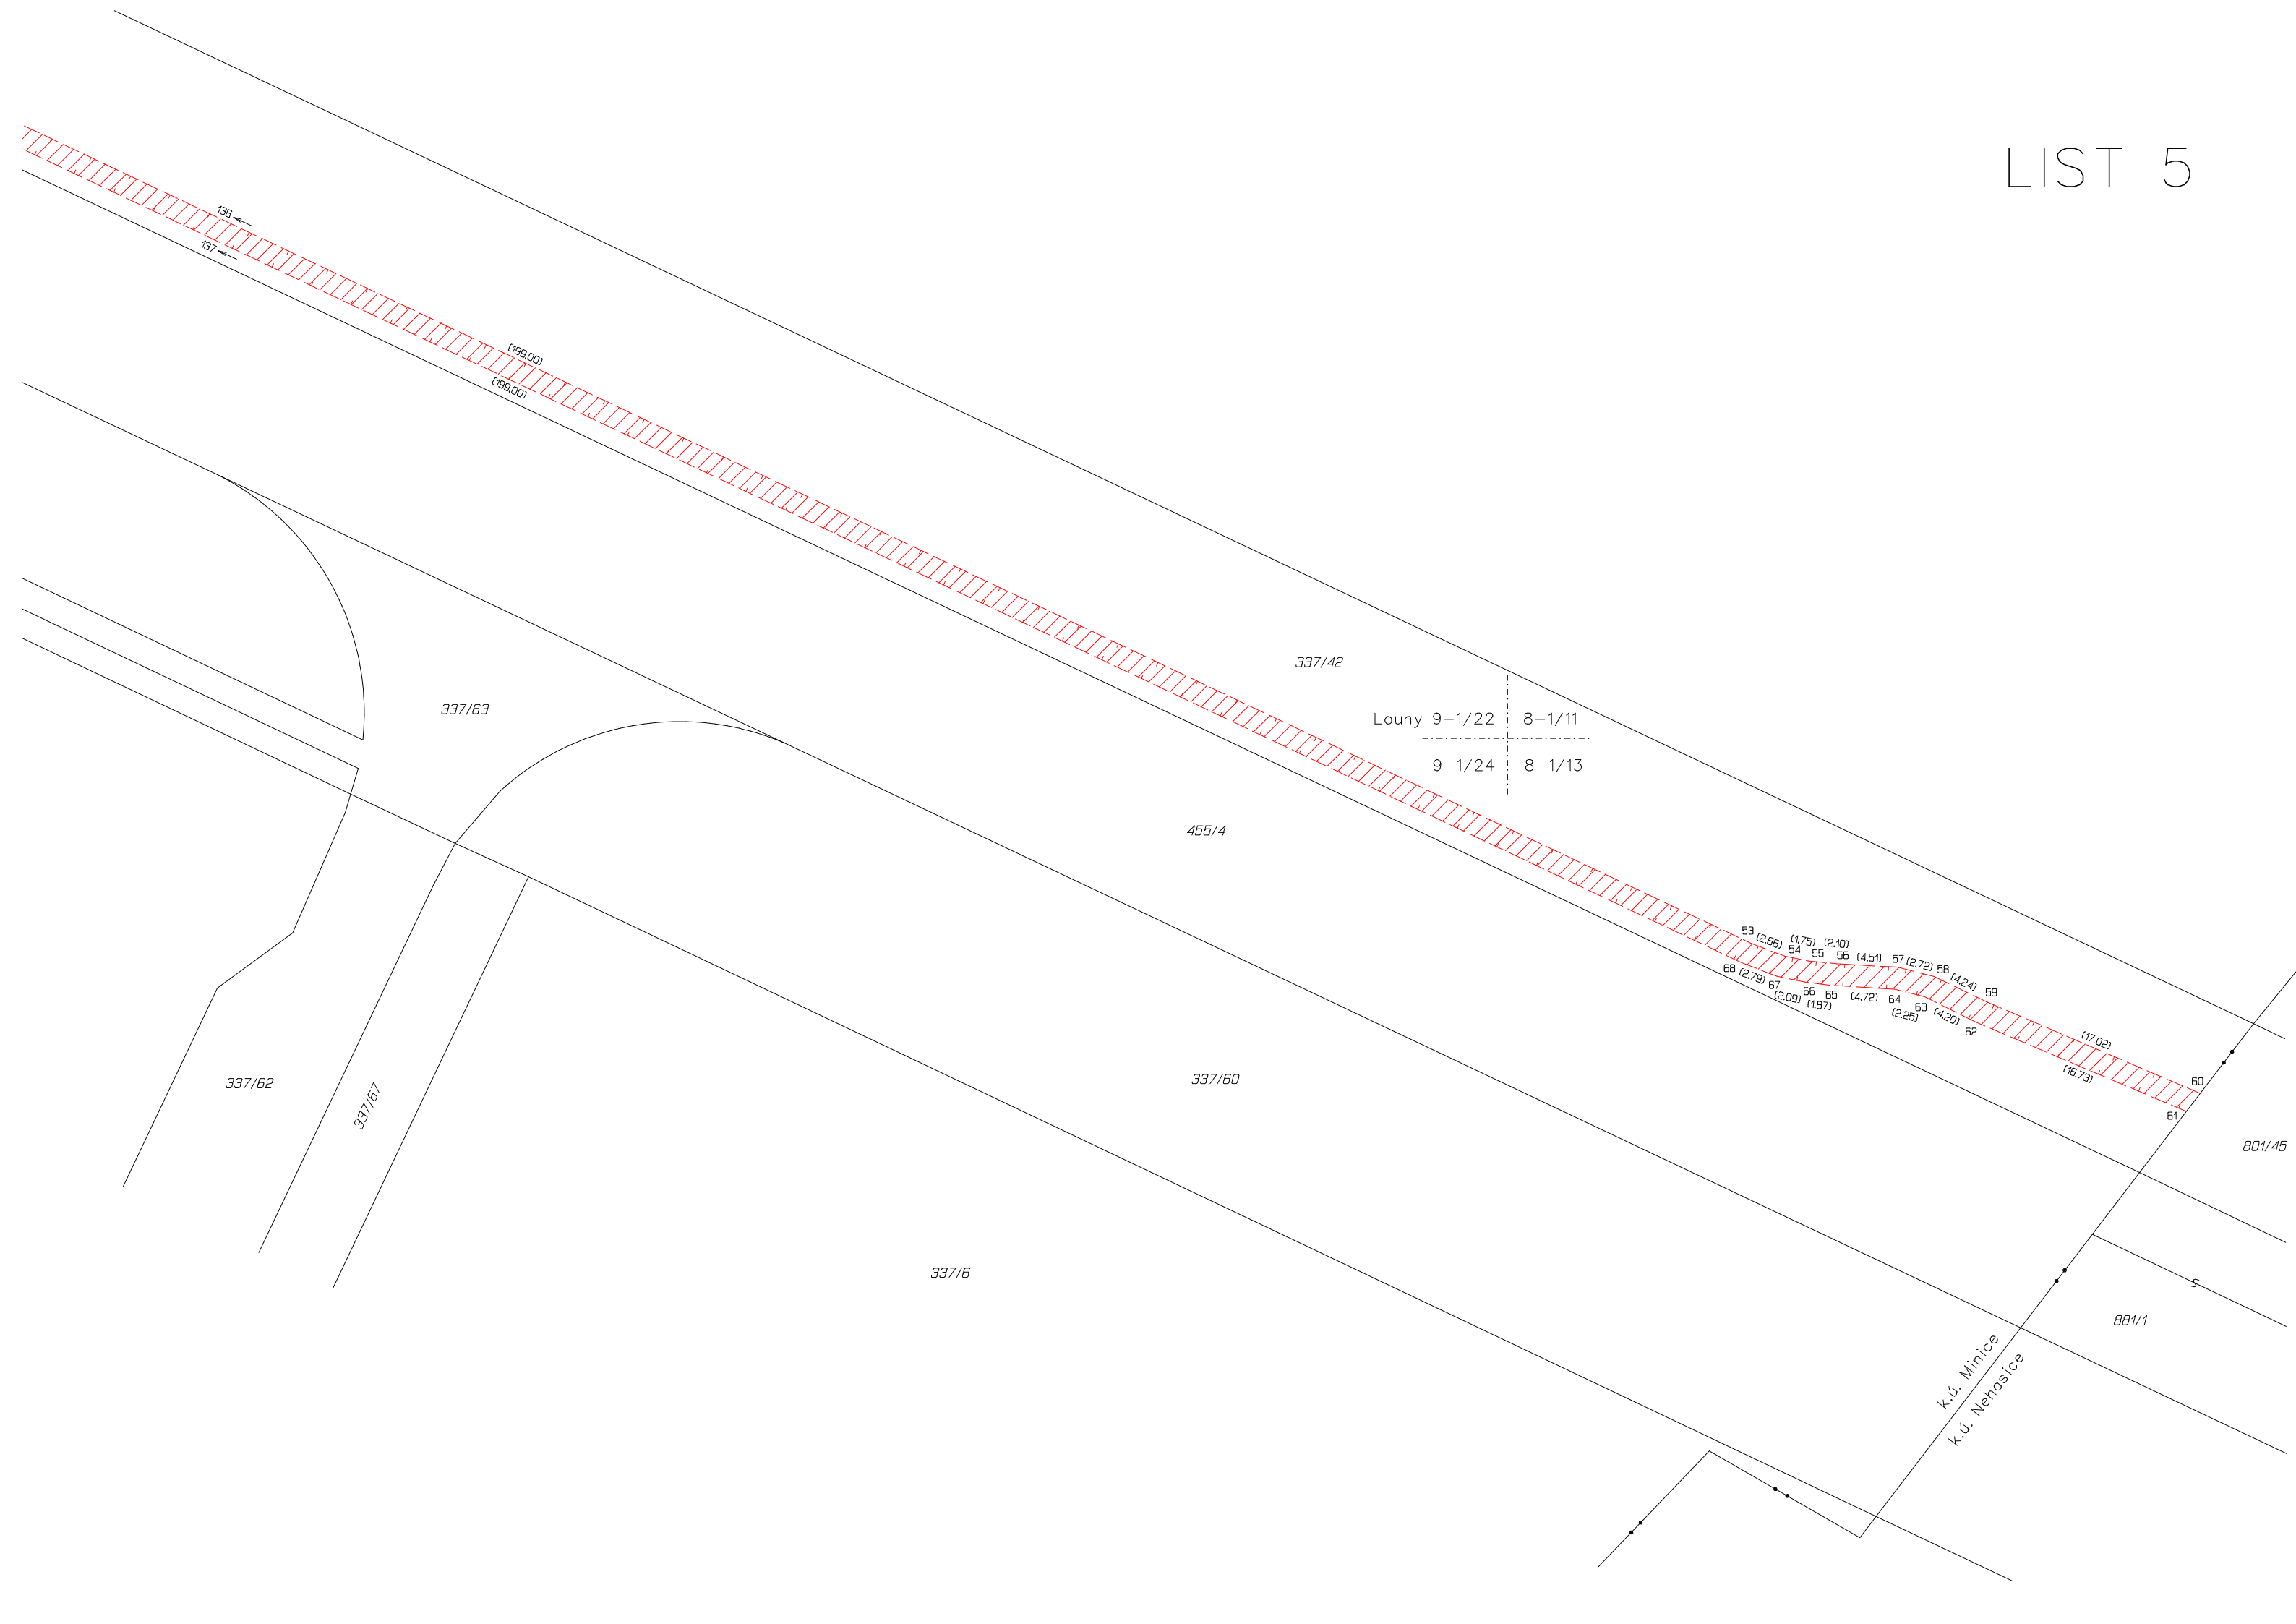 LIST 5
136
137
(199.00)
(199.00)
337/42
337/63
Louny 9-1/22 8-1/11
9-1/24 8-1/13
455/4
53 (2.66) 54 (1.75) 55 (2.10) 56 (4.51) 57 (2.72) 58 (4.24) 59
68 (2.79) 67 (2.09) 66 (1.87) 65 (4.72) 64 (2.25) 63 (4.20) 62
(17.02)
(16.73)
60
61
337/62
337/67
337/60
801/45
337/6
S
881/1
k.ú. Minice
k.ú. Nehasice